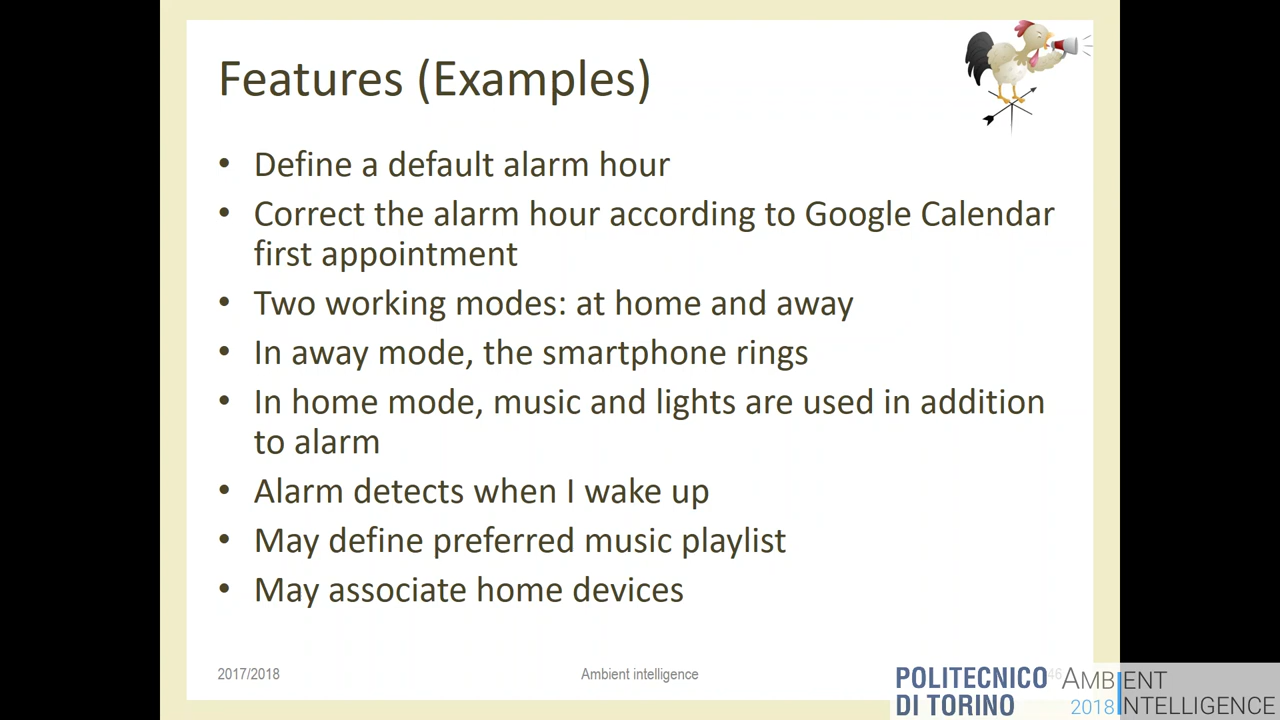 Features (Examples)
• Define a default alarm hour
• Correct the alarm hour according to Google Calendar
first appointment
• Two working modes: at home and away
• In away mode, the smartphone rings
• In home mode, music and lights are used in addition
to alarm
• Alarm detects when I wake up
• May define preferred music playlist
• May associate home devices
2017/2018
Ambient intelligence
46
POLITECNICO
DI TORINO
AMBIENT
2018 INTELLIGENCE